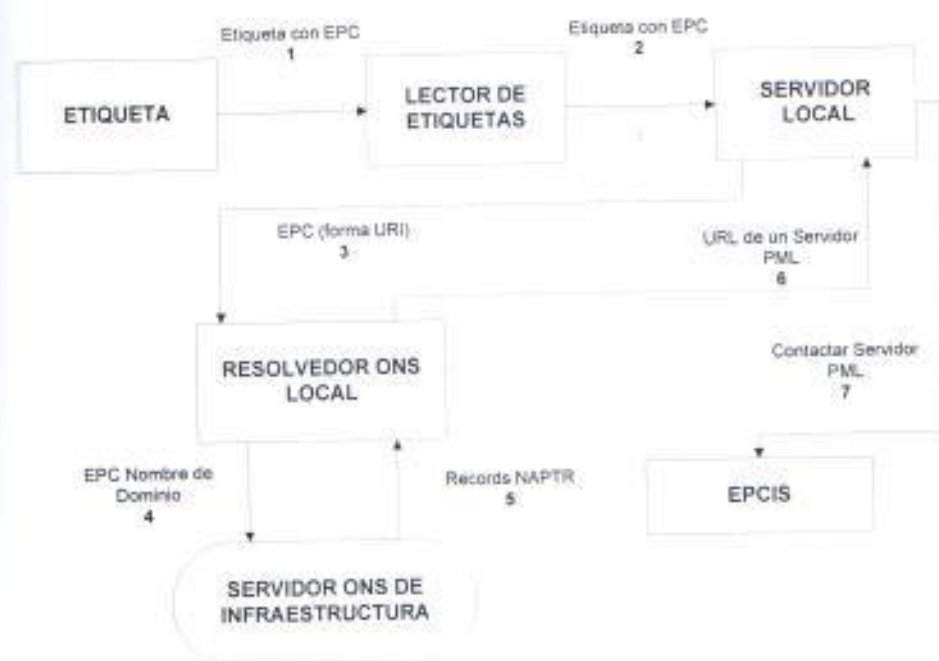 Etiqueta con EPC
1
Etiqueta con EPC
2
ETIQUETA
LECTOR DE
ETIQUETAS
SERVIDOR
LOCAL
EPC (forma URI)
3
URL de un Servidor
PML
6
RESOLVEDOR ONS
LOCAL
Contactar Servidor
PML
7
EPC Nombre de
Dominio
4
Records NAPTR
5
EPCIS
SERVIDOR ONS DE
INFRAESTRUCTURA